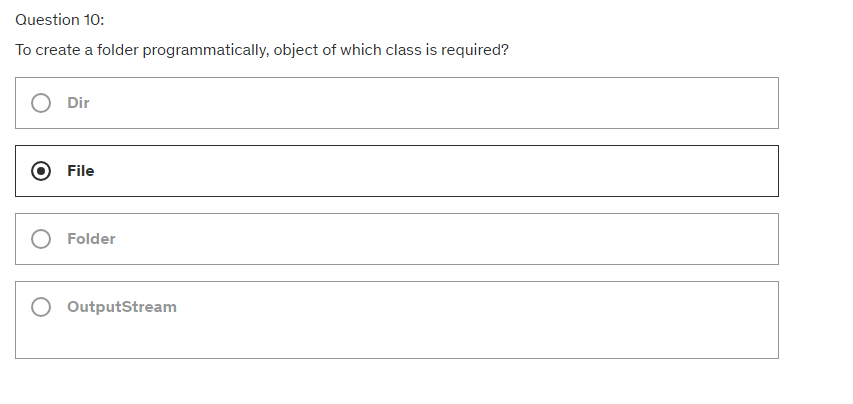 Question 10:
To create a folder programmatically, object of which class is required?
Dir
File
Folder
OutputStream